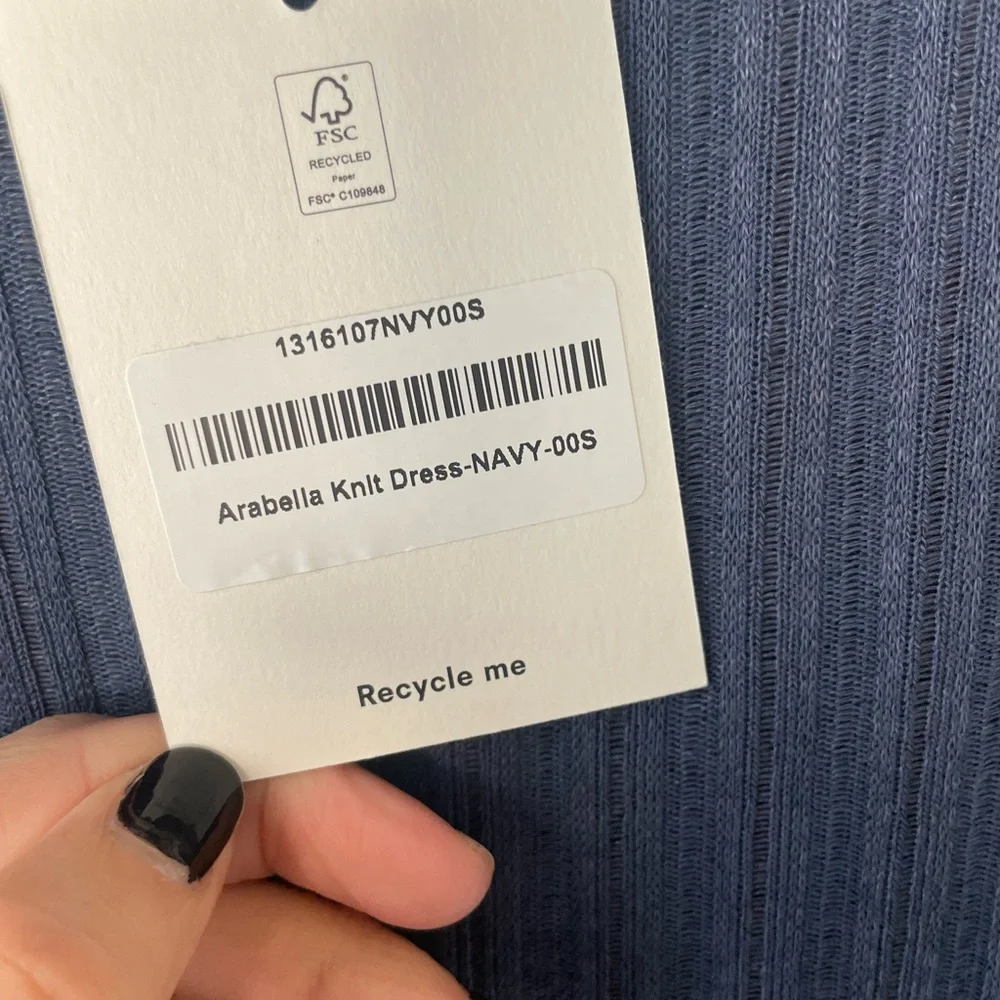 FSC®
RECYCLED
Paper
FSC® C109848
1316107NVY00S
Arabella Knit Dress-NAVY-00S
Recycle me